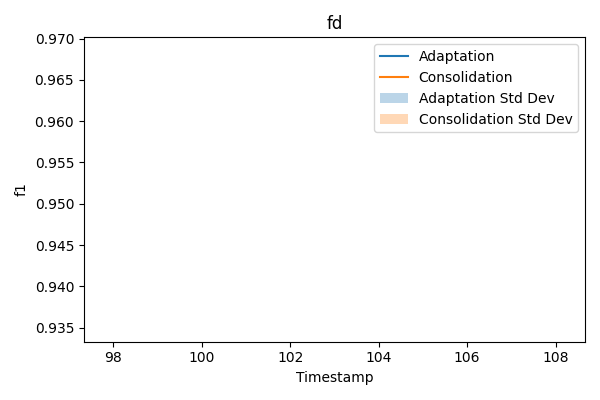 fd
0.970
0.965
0.960
0.955
0.950
0.945
0.940
0.935
f1
98 100 102 104 106 108
Timestamp
Adaptation
Consolidation
Adaptation Std Dev
Consolidation Std Dev